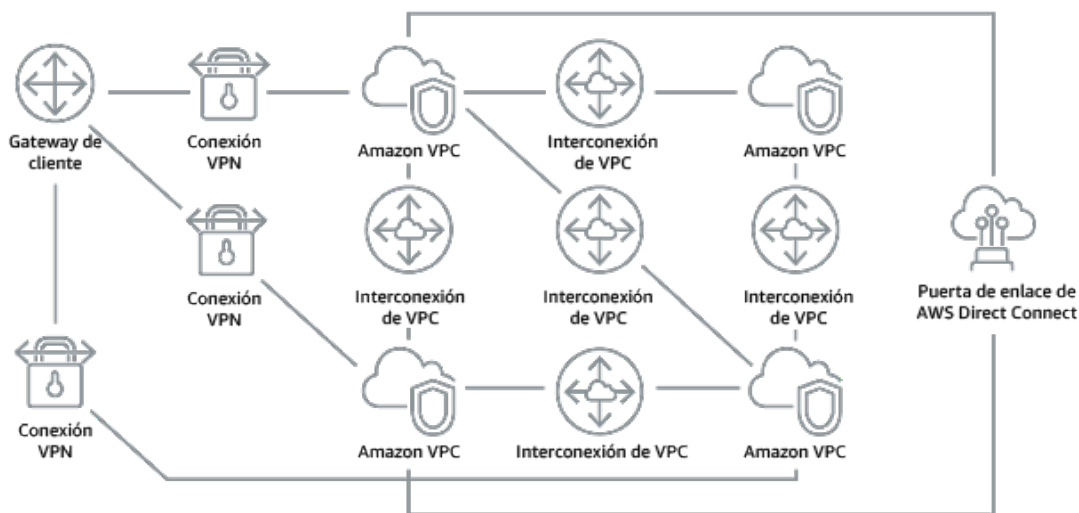 Gateway de
cliente
Conexión
VPN
Amazon VPC
Interconexión
de VPC
Amazon VPC
Conexión
VPN
Interconexión
de VPC
Interconexión
de VPC
Interconexión
de VPC
Puerta de enlace de
AWS Direct Connect
Conexión
VPN
Amazon VPC
Interconexión de VPC
Amazon VPC